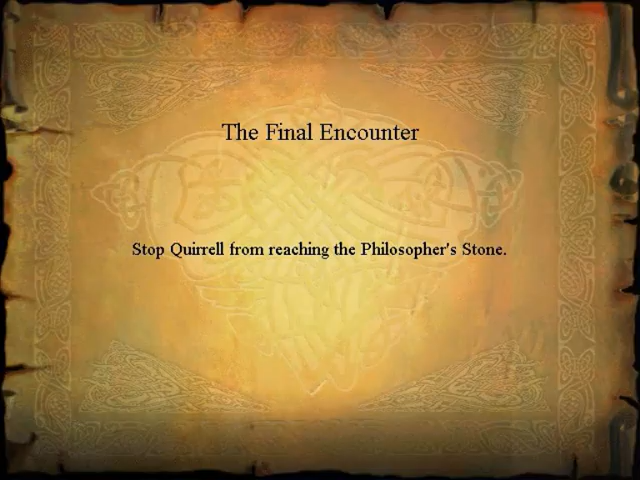 The Final Encounter
Stop Quirrell from reaching the Philosopher's Stone.